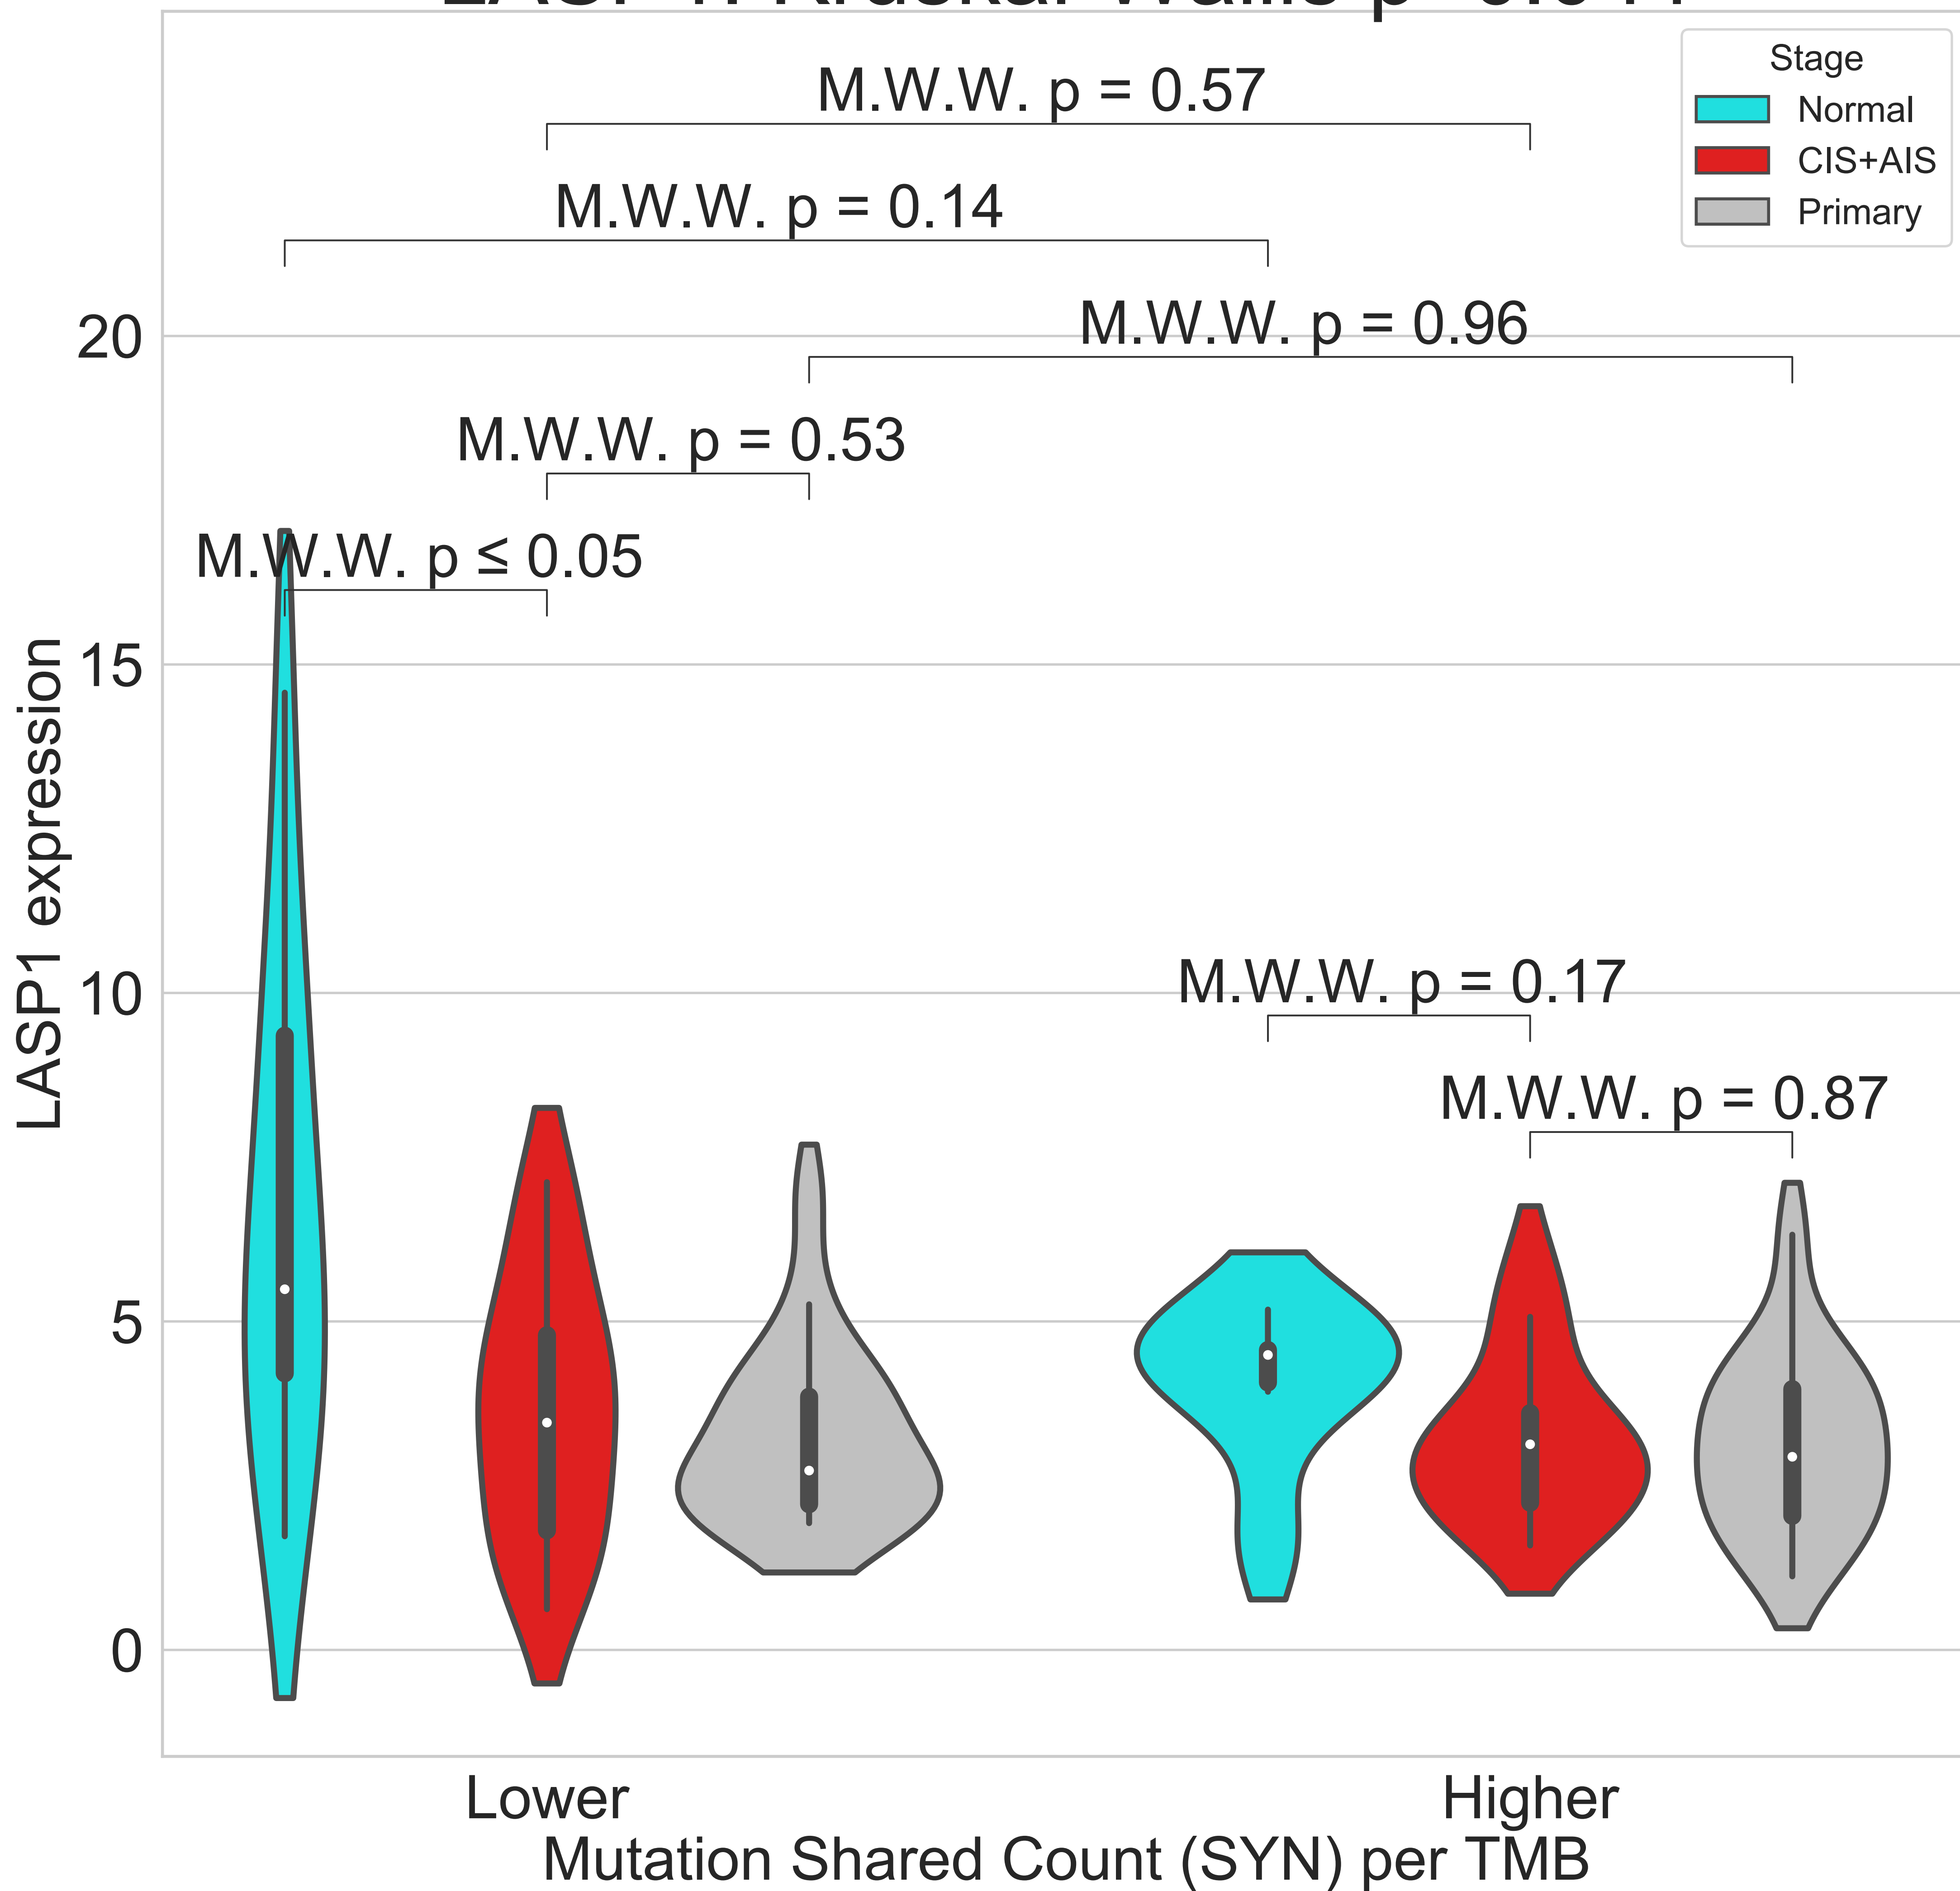 Stage
Normal
CIS+AIS
Primary
M.W.W. p = 0.57
M.W.W. p = 0.14
M.W.W. p = 0.96
M.W.W. p = 0.53
M.W.W. p ≤ 0.05
M.W.W. p = 0.17
M.W.W. p = 0.87
20
15
10
5
0
LASP1 expression
Lower
Higher
Mutation Shared Count (SYN) per TMB